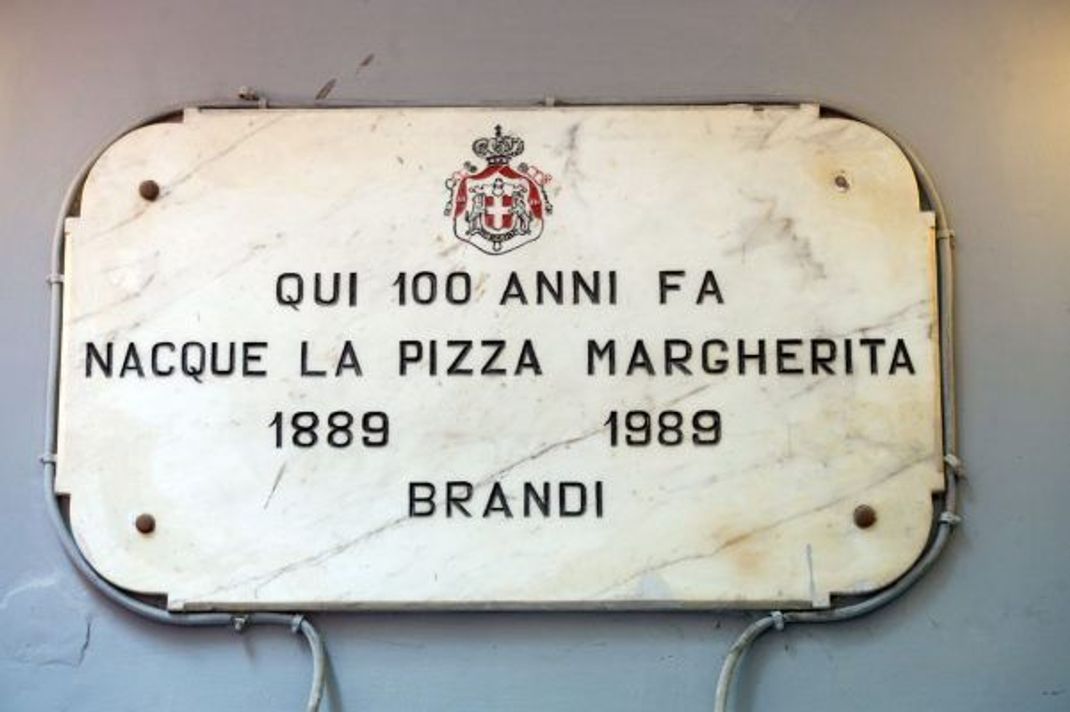 QUI 100 ANNI FA
NACQUE LA PIZZA MARGHERITA
1889 1989
BRANDI